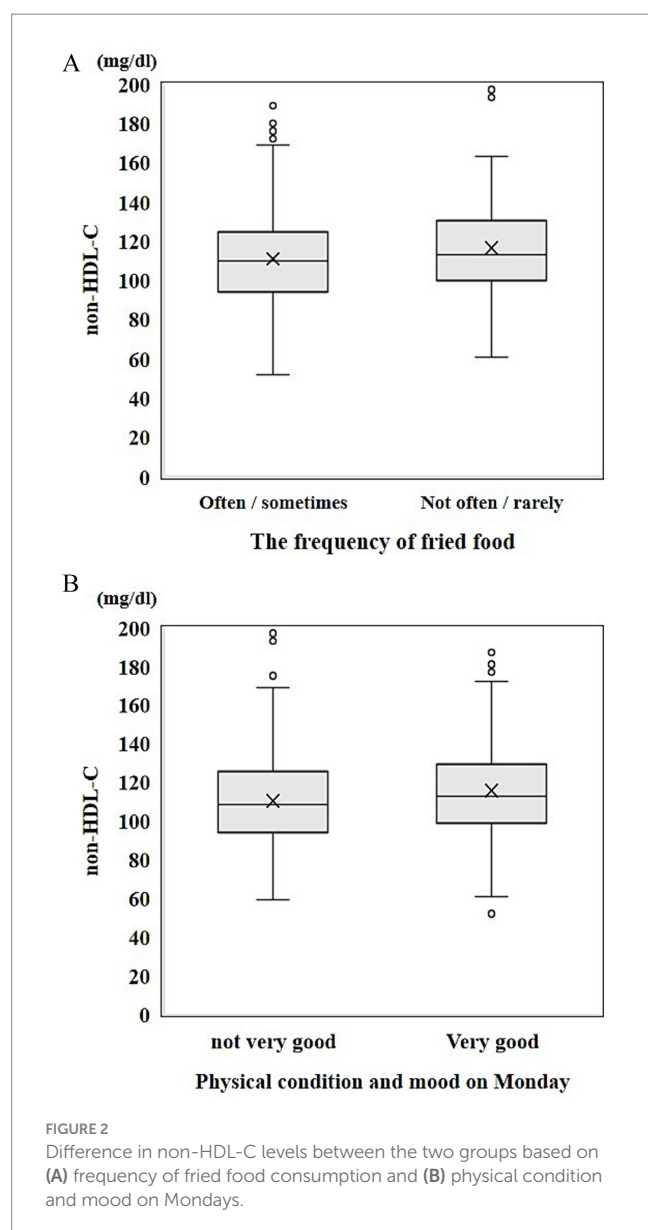 A
(mg/dl)
200
180
160
140
120
100
80
60
40
20
0
non-HDL-C
Often / sometimes Not often / rarely
The frequency of fried food
B
(mg/dl)
200
180
160
140
120
100
80
60
40
20
0
non-HDL-C
not very good Very good
Physical condition and mood on Monday
FIGURE 2
Difference in non-HDL-C levels between the two groups based on
(A) frequency of fried food consumption and (B) physical condition
and mood on Mondays.